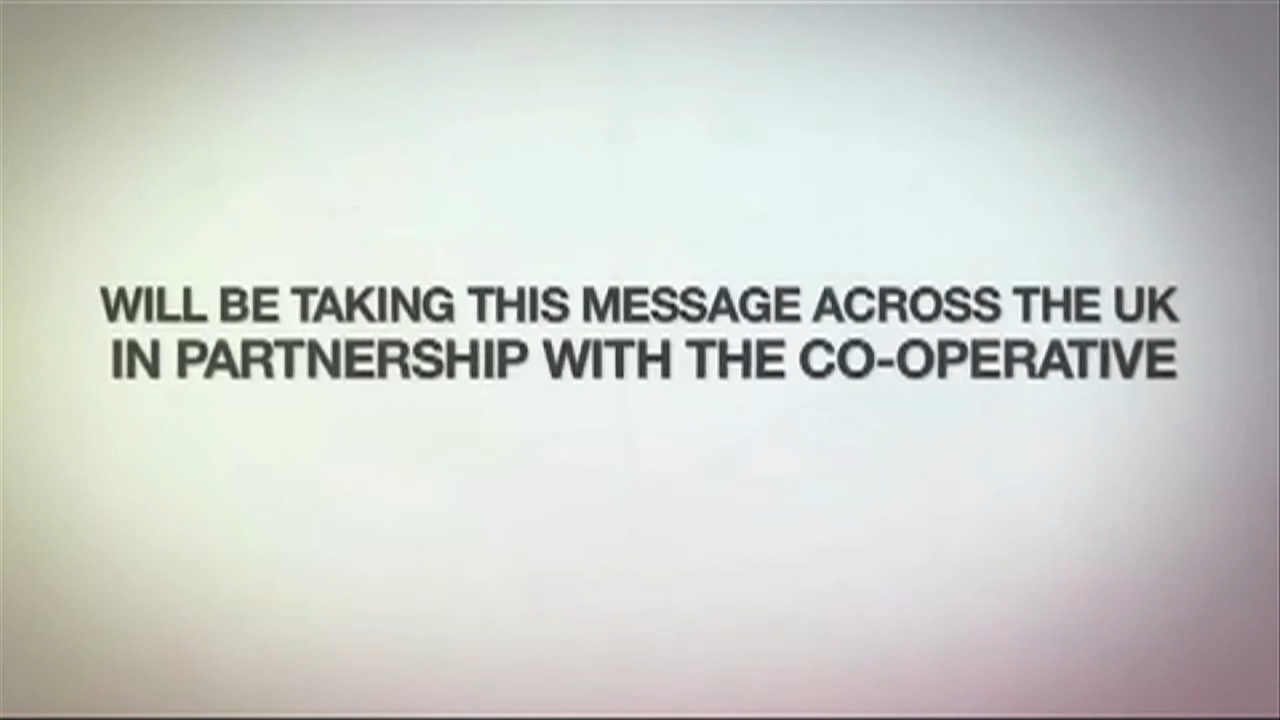 WILL BE TAKING THIS MESSAGE ACROSS THE UK
IN PARTNERSHIP WITH THE CO-OPERATIVE